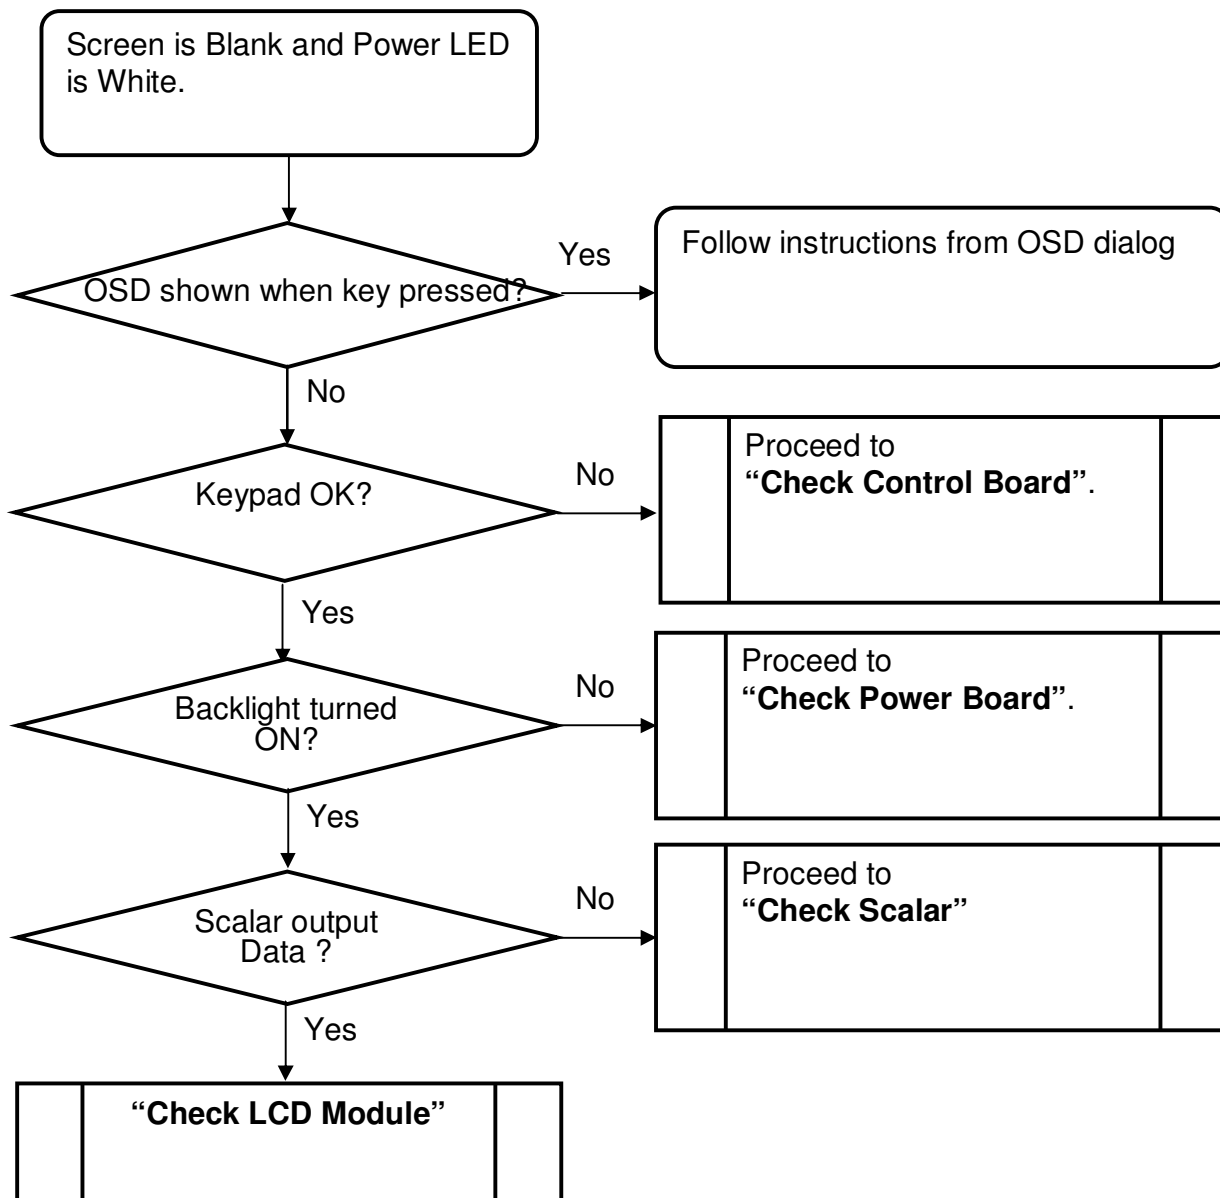 Screen is Blank and Power LED
is White.
OSD shown when key pressed?
Yes
Follow instructions from OSD dialog
No
Keypad OK?
No
Proceed to
“Check Control Board”.
Yes
Backlight turned
ON?
No
Proceed to
“Check Power Board”.
Yes
Scalar output
Data ?
No
Proceed to
“Check Scalar”
Yes
“Check LCD Module”